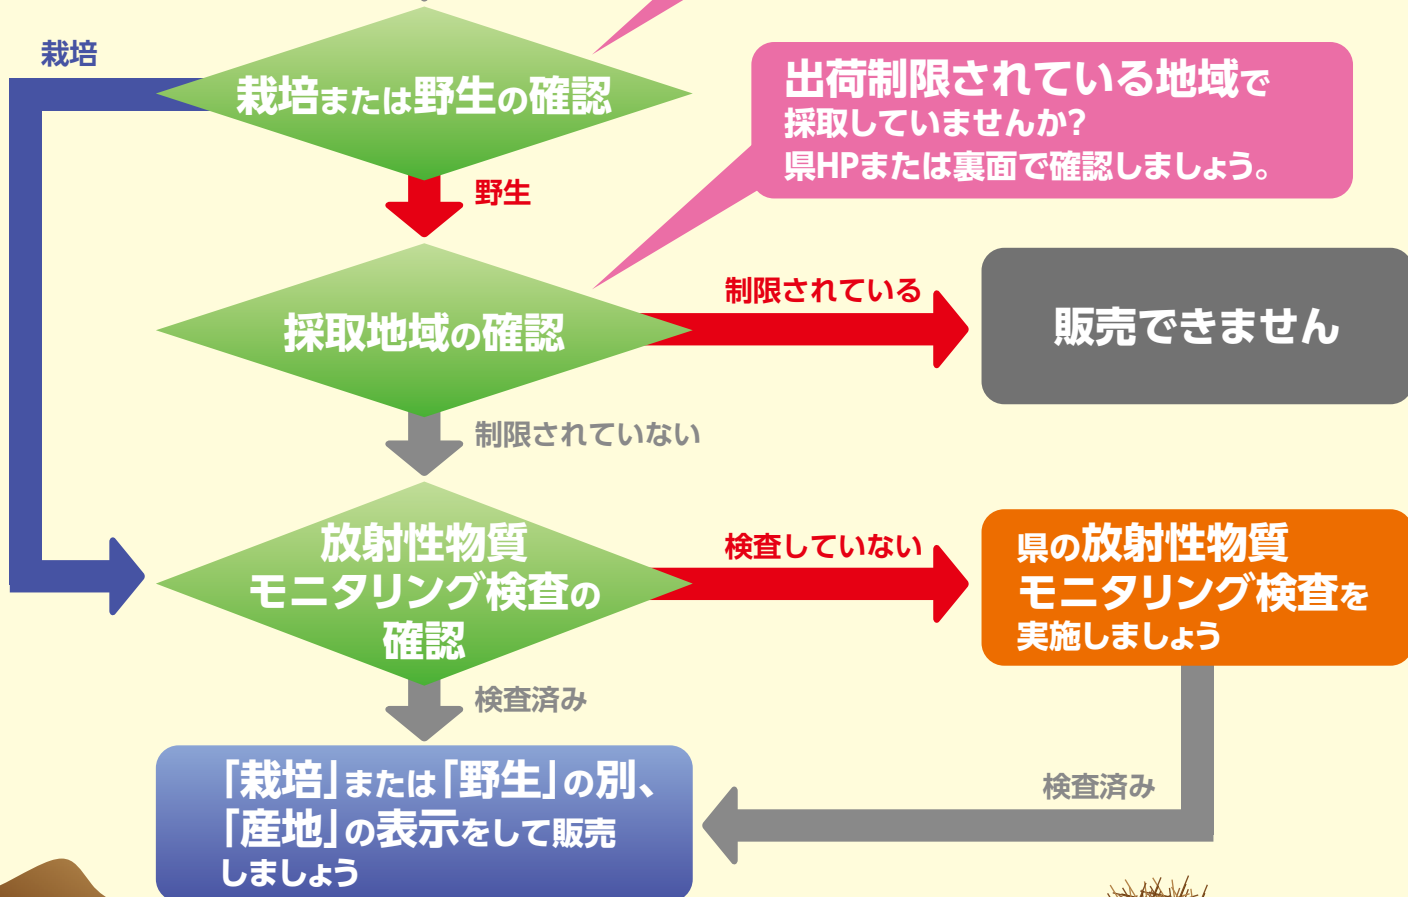 栽培
栽培または野生の確認
出荷制限されている地域で
採取していませんか?
県HPまたは裏面で確認しましょう。
野生
採取地域の確認
制限されている
販売できません
制限されていない
放射性物質
モニタリング検査の
確認
検査していない
県の放射性物質
モニタリング検査を
実施しましょう
検査済み
「栽培」または「野生」の別、
「産地」の表示をして販売
しましょう
検査済み